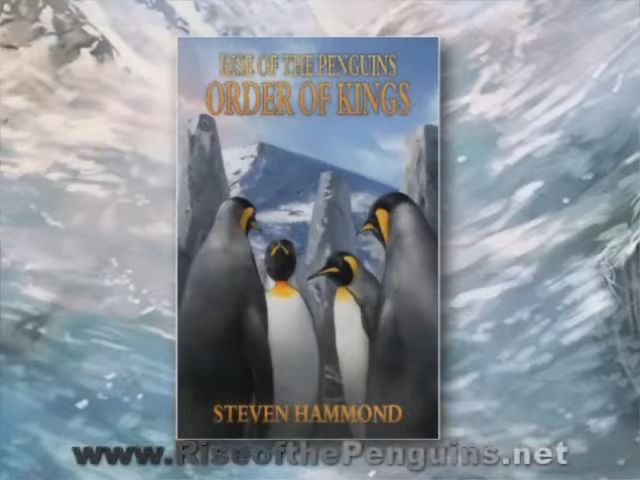 RISE OF THE PENGUINS
ORDER OF KINGS
STEVEN HAMMOND
www.RiseofthePenguins.net